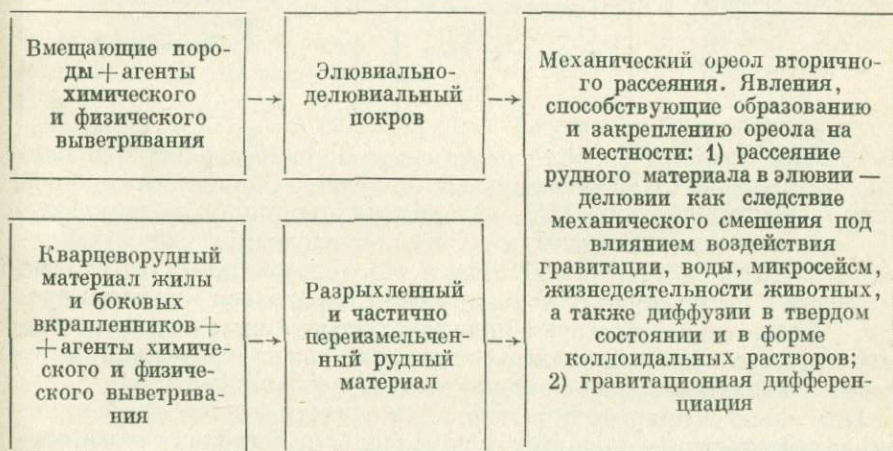 Вмещающие поро-
ды + агенты
химического
и физического
выветривания
Элювиально-
делювиальный
покров
Механический ореол вторично-
го рассеяния. Явления,
способствующие образованию
и закреплению ореола на
местности: 1) рассеяние
рудного материала в элювии —
делювии как следствие
механического смешения под
влиянием воздействия
гравитации, воды, микросейсм,
жизнедеятельности животных,
а также диффузии в твердом
состоянии и в форме
коллоидальных растворов;
2) гравитационная дифферен-
циация
Кварцеворудный
материал жилы
и боковых
вкрапленников +
+ агенты химиче-
ского и физиче-
ского выветрива-
ния
Разрыхленный
и частично
переизмельчен-
ный рудный
материал